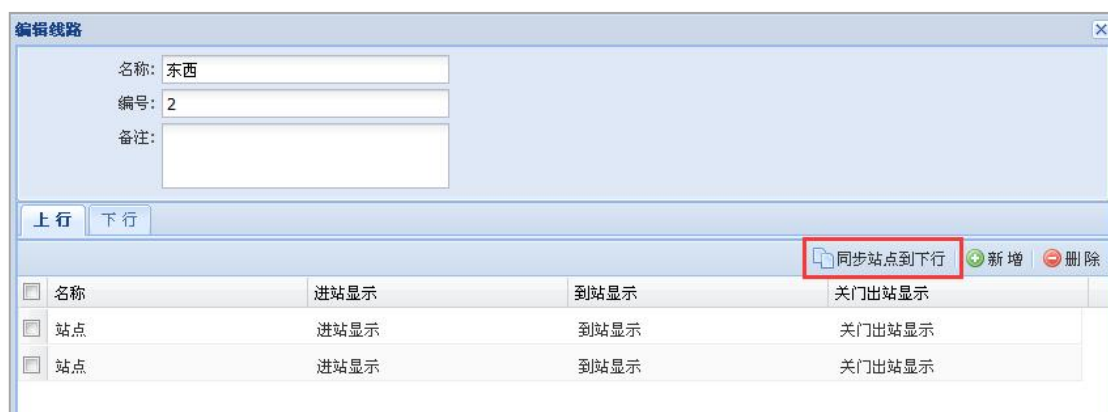 编辑线路
名称: 东西
编号: 2
备注:
上行 下行
同步站点到下行 新增 删除
名称 进站显示 到站显示 关门出站显示
站点 进站显示 到站显示 关门出站显示
站点 进站显示 到站显示 关门出站显示